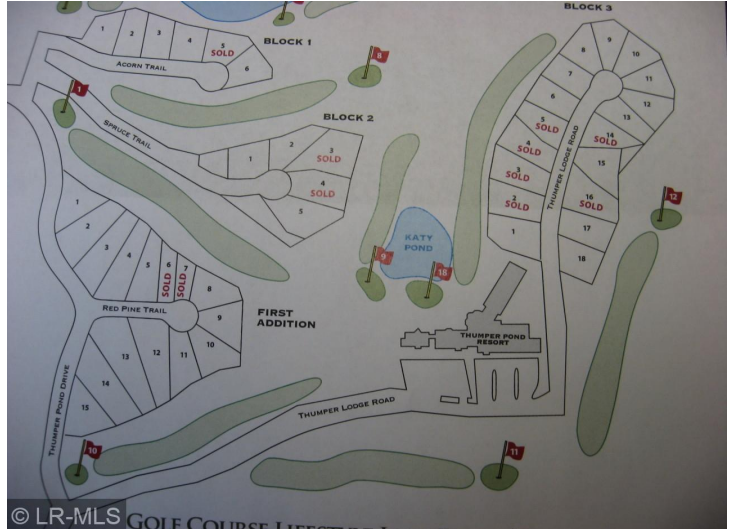 BLOCK 3
1
2
3
4
5
SOLD
6
BLOCK 1
ACORN TRAIL
8
1
SPRUCE TRAIL
BLOCK 2
1
2
3
SOLD
4
SOLD
5
9
10
8
11
7
12
6
13
5
SOLD
14
SOLD
4
SOLD
15
3
SOLD
16
SOLD
2
SOLD
17
1
18
THUMPER LODGE ROAD
12
KATY
POND
9
18
1
2
3
4
5
6
SOLD
7
SOLD
8
9
10
11
12
13
14
15
RED PINE TRAIL
FIRST
ADDITION
THUMPER POND
RESORT
THUMPER POND DRIVE
THUMPER LODGE ROAD
10
11
© LR-MLS
GOLF COURSE